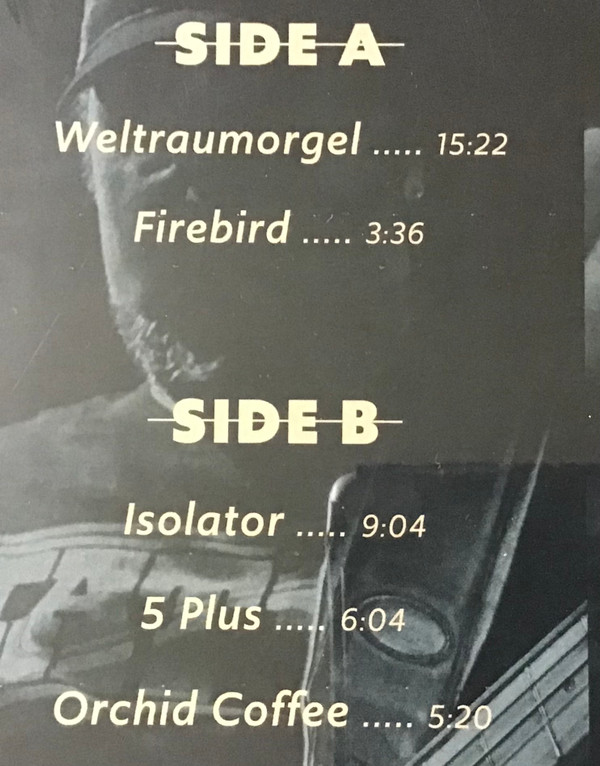 SIDE A
Weltraumorgel ..... 15:22
Firebird ..... 3:36
SIDE B
Isolator ..... 9:04
5 Plus ..... 6:04
Orchid Coffee ..... 5:20